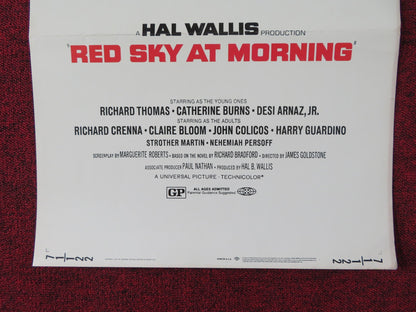 A HAL WALLIS PRODUCTION
"RED SKY AT MORNING"
STARRING AS THE YOUNG ONES
RICHARD THOMAS • CATHERINE BURNS • DESI ARNAZ, JR.
STARRING AS THE ADULTS
RICHARD CRENNA • CLAIRE BLOOM • JOHN COLICOS • HARRY GUARDINO
STROTHER MARTIN • NEHEMIAH PERSOFF
SCREENPLAY BY MARGUERITE ROBERTS • BASED ON THE NOVEL BY RICHARD BRADFORD • DIRECTED BY JAMES GOLDSTONE
ASSOCIATE PRODUCER PAUL NATHAN • PRODUCED BY HAL B. WALLIS
A UNIVERSAL PICTURE • TECHNICOLOR®
GP ALL AGES ADMITTED
Parental Guidance Suggested
71 122
71 122